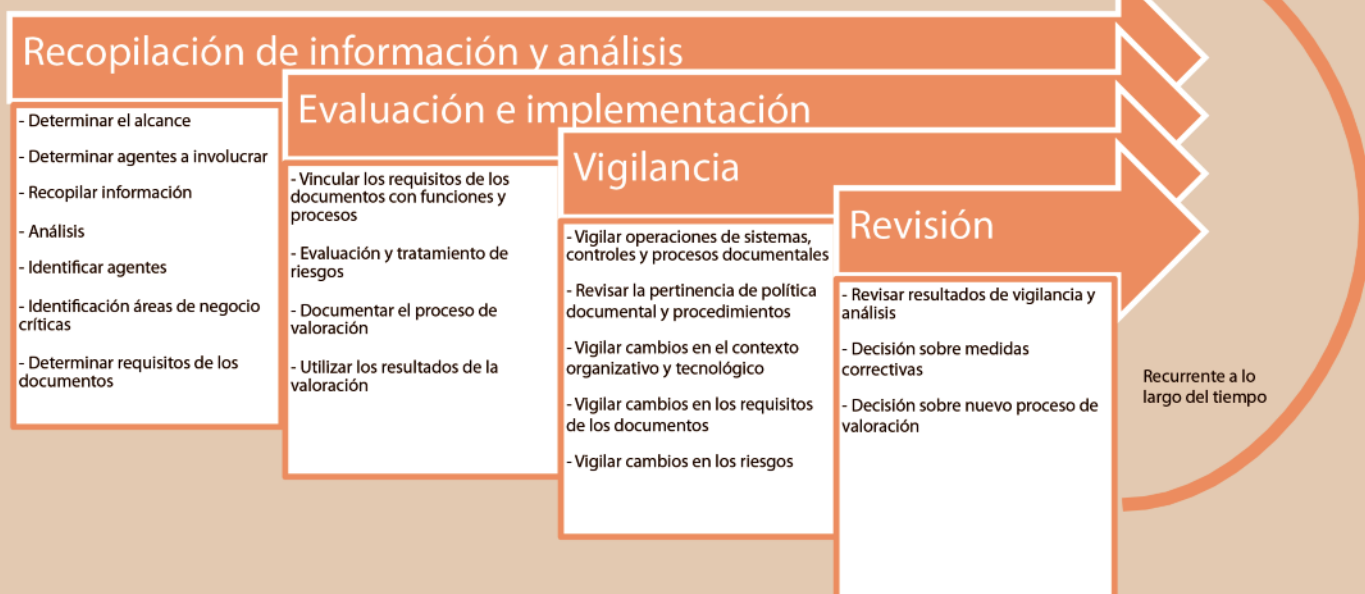 Recopilación de información y análisis
- Determinar el alcance
- Determinar agentes a involucrar
- Recopilar información
- Análisis
- Identificar agentes
- Identificación áreas de negocio
críticas
- Determinar requisitos de los
documentos
Evaluación e implementación
- Vincular los requisitos de los
documentos con funciones y
procesos
- Evaluación y tratamiento de
riesgos
- Documentar el proceso de
valoración
- Utilizar los resultados de la
valoración
Vigilancia
- Vigilar operaciones de sistemas,
controles y procesos documentales
- Revisar la pertinencia de política
documental y procedimientos
- Vigilar cambios en el contexto
organizativo y tecnológico
- Vigilar cambios en los requisitos
de los documentos
- Vigilar cambios en los riesgos
Revisión
- Revisar resultados de vigilancia y
análisis
- Decisión sobre medidas
correctivas
- Decisión sobre nuevo proceso de
valoración
Recurrente a lo
largo del tiempo